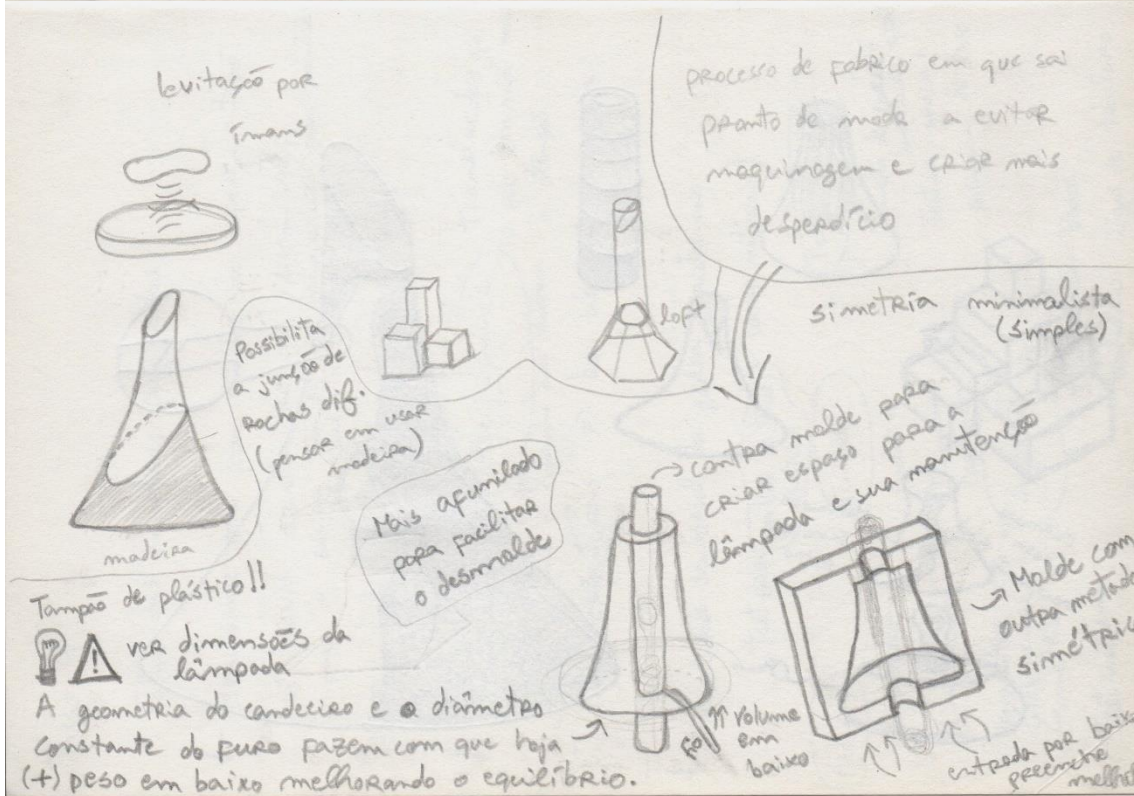 levitação por
ímans
processo de fabrico em que sai
pronto de modo a evitar
maquinagem e criar mais
desperdício
simetria minimalista
(simples)
loft
Possibilita
a junção de
rochas dif.
(pensar em usar
madeira)
madeira
Mais afunilado
para facilitar
o desmolde
contra molde para
criar espaço para a
lâmpada e sua manutenção
Molde com
outra metade
simétrica
Tampão de plástico!!
ver dimensões da
lâmpada
A geometria do candeeiro e o diâmetro
constante do furo fazem com que haja
(+) peso em baixo melhorando o equilíbrio.
volume
em
baixo
entrada por baixo
preenche